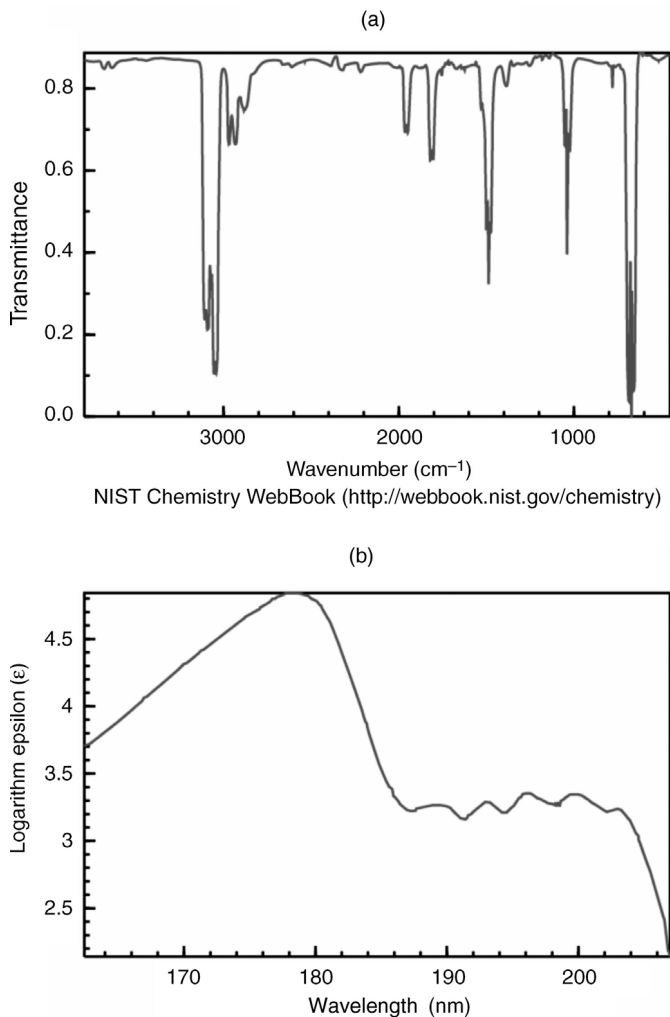 (a)
Transmittance
0.8
0.6
0.4
0.2
0.0
3000 2000 1000
Wavenumber (cm⁻¹)
NIST Chemistry WebBook (http://webbook.nist.gov/chemistry)
(b)
Logarithm epsilon (ε)
4.5
4
3.5
3
2.5
170 180 190 200
Wavelength (nm)